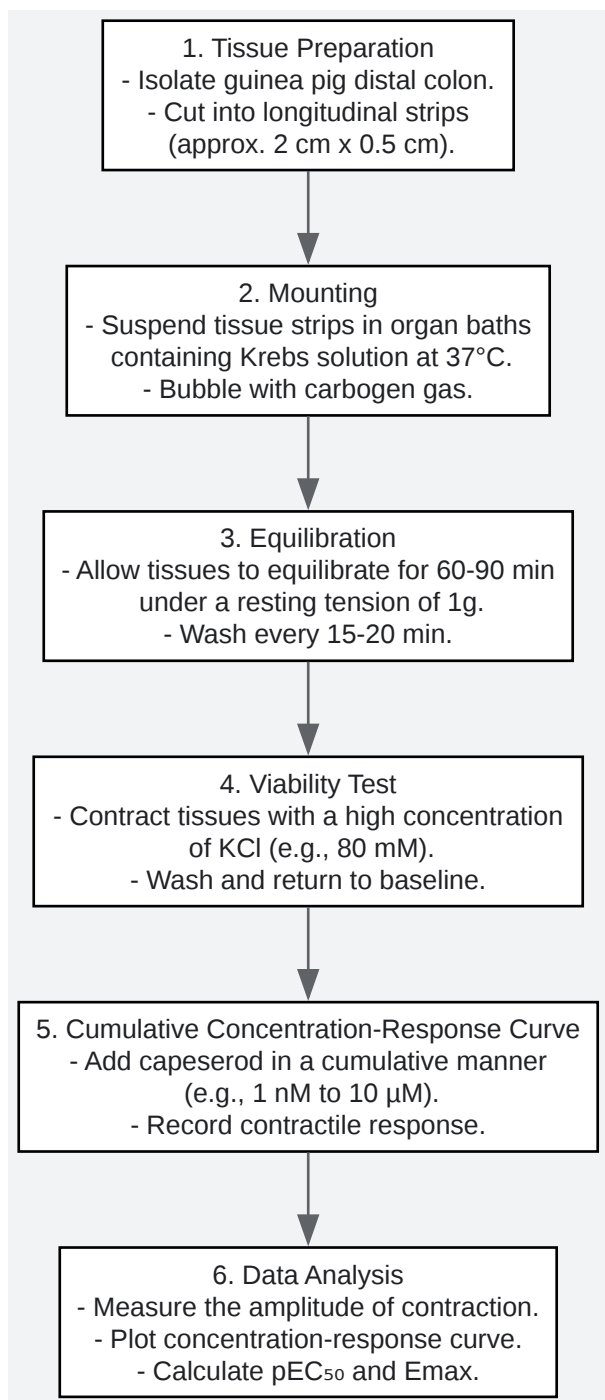 1. Tissue Preparation
- Isolate guinea pig distal colon.
- Cut into longitudinal strips
(approx. 2 cm x 0.5 cm).
2. Mounting
- Suspend tissue strips in organ baths
containing Krebs solution at 37°C.
- Bubble with carbogen gas.
3. Equilibration
- Allow tissues to equilibrate for 60-90 min
under a resting tension of 1g.
- Wash every 15-20 min.
4. Viability Test
- Contract tissues with a high concentration
of KCl (e.g., 80 mM).
- Wash and return to baseline.
5. Cumulative Concentration-Response Curve
- Add capeserod in a cumulative manner
(e.g., 1 nM to 10 µM).
- Record contractile response.
6. Data Analysis
- Measure the amplitude of contraction.
- Plot concentration-response curve.
- Calculate pEC₅₀ and Emax.